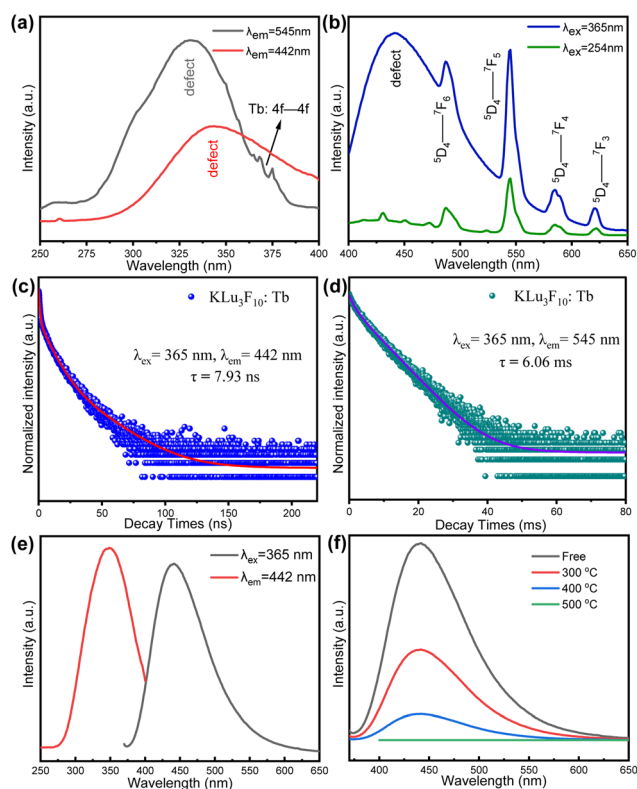 (a)
λem=545nm
λem=442nm
defect
defect
Tb: 4f—4f
Intensity (a.u.)
250 275 300 325 350 375 400
Wavelength (nm)
(b)
λex=365nm
λex=254nm
defect
⁵D₄——⁷F₆
⁵D₄——⁷F₅
⁵D₄——⁷F₄
⁵D₄——⁷F₃
Intensity (a.u.)
400 450 500 550 600 650
Wavelength (nm)
(c)
KLu₃F₁₀: Tb
λex= 365 nm, λem= 442 nm
τ = 7.93 ns
Normalized intensity (a.u.)
0 50 100 150 200
Decay Times (ns)
(d)
KLu₃F₁₀: Tb
λex= 365 nm, λem= 545 nm
τ = 6.06 ms
Normalized intensity (a.u.)
0 20 40 60 80
Decay Times (ms)
(e)
λex=365 nm
λem=442 nm
Intensity (a.u.)
250 300 350 400 450 500 550 600 650
Wavelength (nm)
(f)
Free
300 °C
400 °C
500 °C
Intensity (a.u.)
400 450 500 550 600 650
Wavelength (nm)